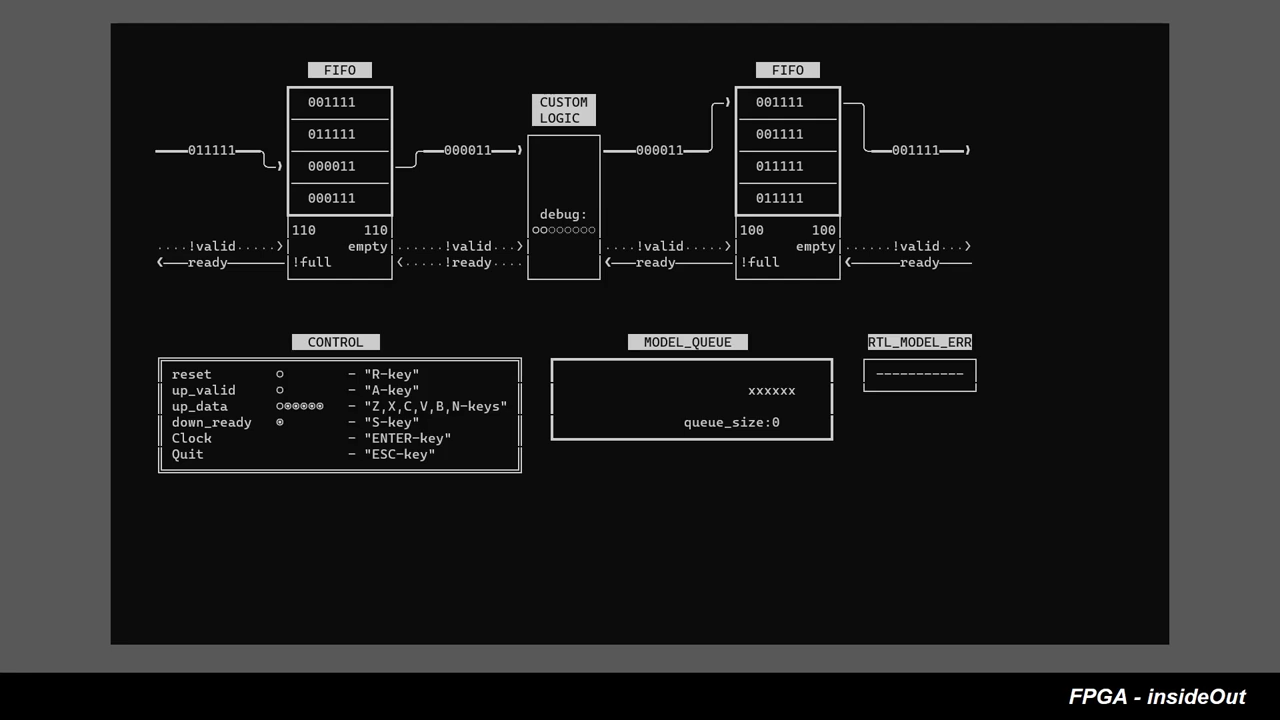 FIFO
FIFO
001111
CUSTOM
LOGIC
001111
011111
001111
011111
000011
000011
000011
011111
001111
000111
011111
debug:
110 110
100 100
!valid
empty
!valid
!valid
empty
!valid
ready
!full
!ready
ready
!full
ready
CONTROL
MODEL_QUEUE
RTL_MODEL_ERR
reset – "R-key"
-----------
up_valid – "A-key"
xxxxxx
up_data – "Z,X,C,V,B,N-keys"
down_ready – "S-key"
queue_size:0
Clock – "ENTER-key"
Quit – "ESC-key"
FPGA - insideOut